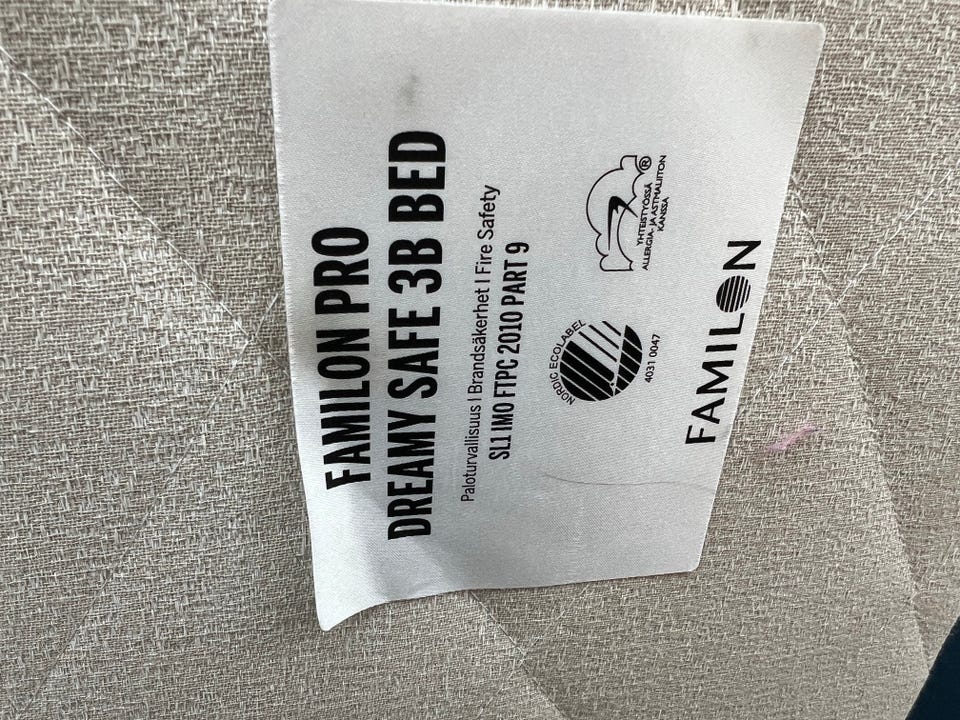 FAMILON PRO
DREAMY SAFE 3B BED
Paloturvallisuus | Brandsäkerhet | Fire Safety
SL1 IMO FTPC 2010 PART 9
NORDIC ECOLABEL
4031 0047
®
YHTEISTYÖSSÄ
ALLERGIA- JA ASTMALIITON
KANSSA
FAMILON